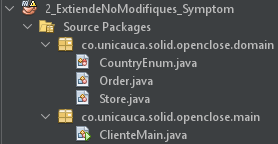 2_ExtiendeNoModifiques_Symptom
Source Packages
co.unicauca.solid.openclose.domain
CountryEnum.java
Order.java
Store.java
co.unicauca.solid.openclose.main
ClienteMain.java